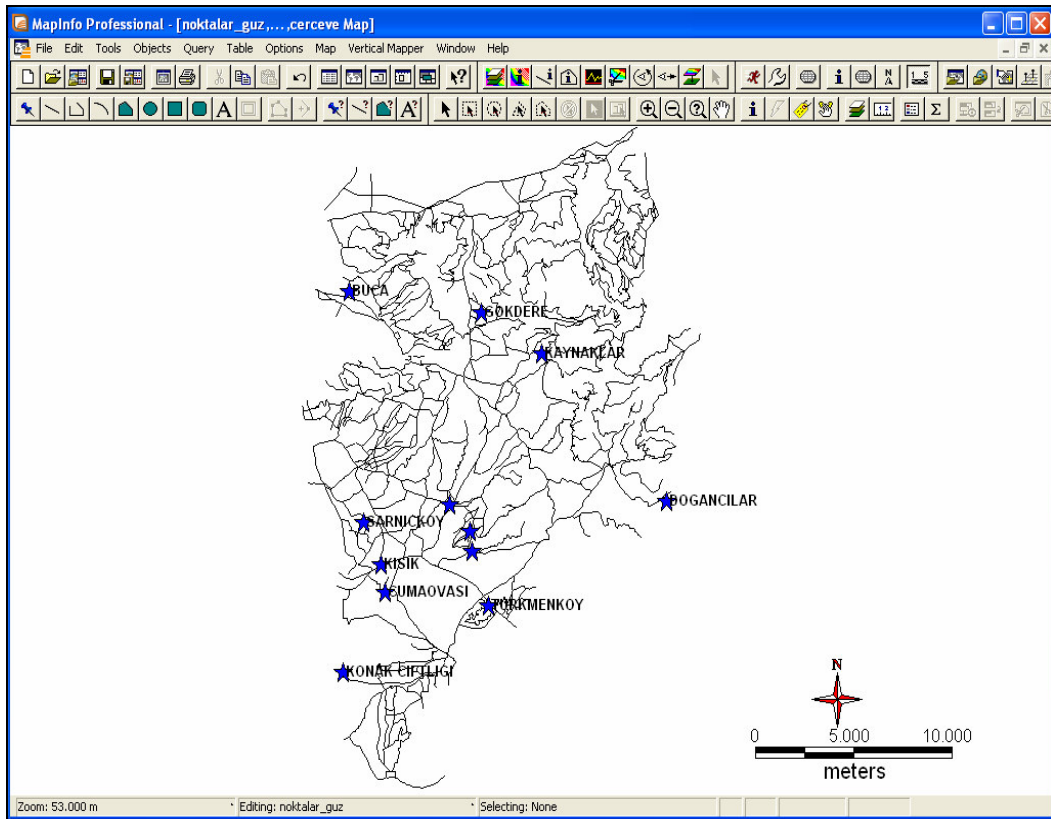 MapInfo Professional - [noktalar_guz,...,cerceve Map]
File Edit Tools Objects Query Table Options Map Vertical Mapper Window Help
BUCA
GOKDERE
KAYNAKLAR
DOGANCILAR
SARNICKOY
KISIK
CUMAOVASI
TURKMENKOY
KONAK CIFTLIGI
N
0 5.000 10.000
meters
Zoom: 53.000 m Editing: noktalar_guz Selecting: None